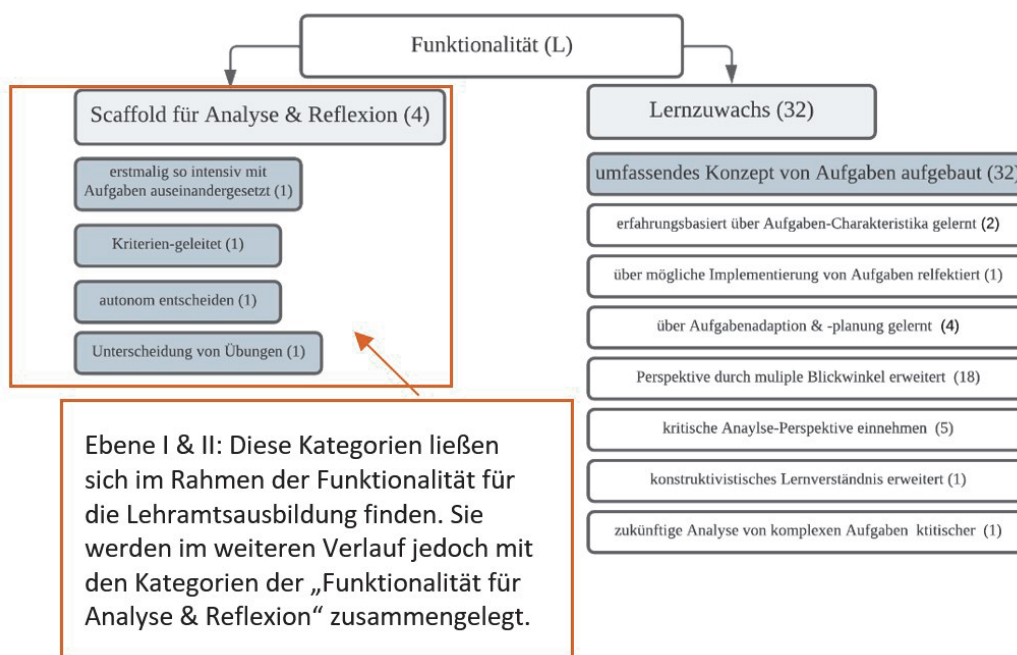 Funktionalität (L)
Scaffold für Analyse & Reflexion (4)
erstmalig so intensiv mit
Aufgaben auseinandergesetzt (1)
Kriterien-geleitet (1)
autonom entscheiden (1)
Unterscheidung von Übungen (1)
Ebene I & II: Diese Kategorien ließen
sich im Rahmen der Funktionalität für
die Lehramtsausbildung finden. Sie
werden im weiteren Verlauf jedoch mit
den Kategorien der „Funktionalität für
Analyse & Reflexion“ zusammengelegt.
Lernzuwachs (32)
umfassendes Konzept von Aufgaben aufgebaut (32)
erfahrungsbasiert über Aufgaben-Charakteristika gelernt (2)
über mögliche Implementierung von Aufgaben relfektiert (1)
über Aufgabenadaption & -planung gelernt (4)
Perspektive durch muliple Blickwinkel erweitert (18)
kritische Anaylse-Perspektive einnehmen (5)
konstruktivistisches Lernverständnis erweitert (1)
zukünftige Analyse von komplexen Aufgaben ktitischer (1)